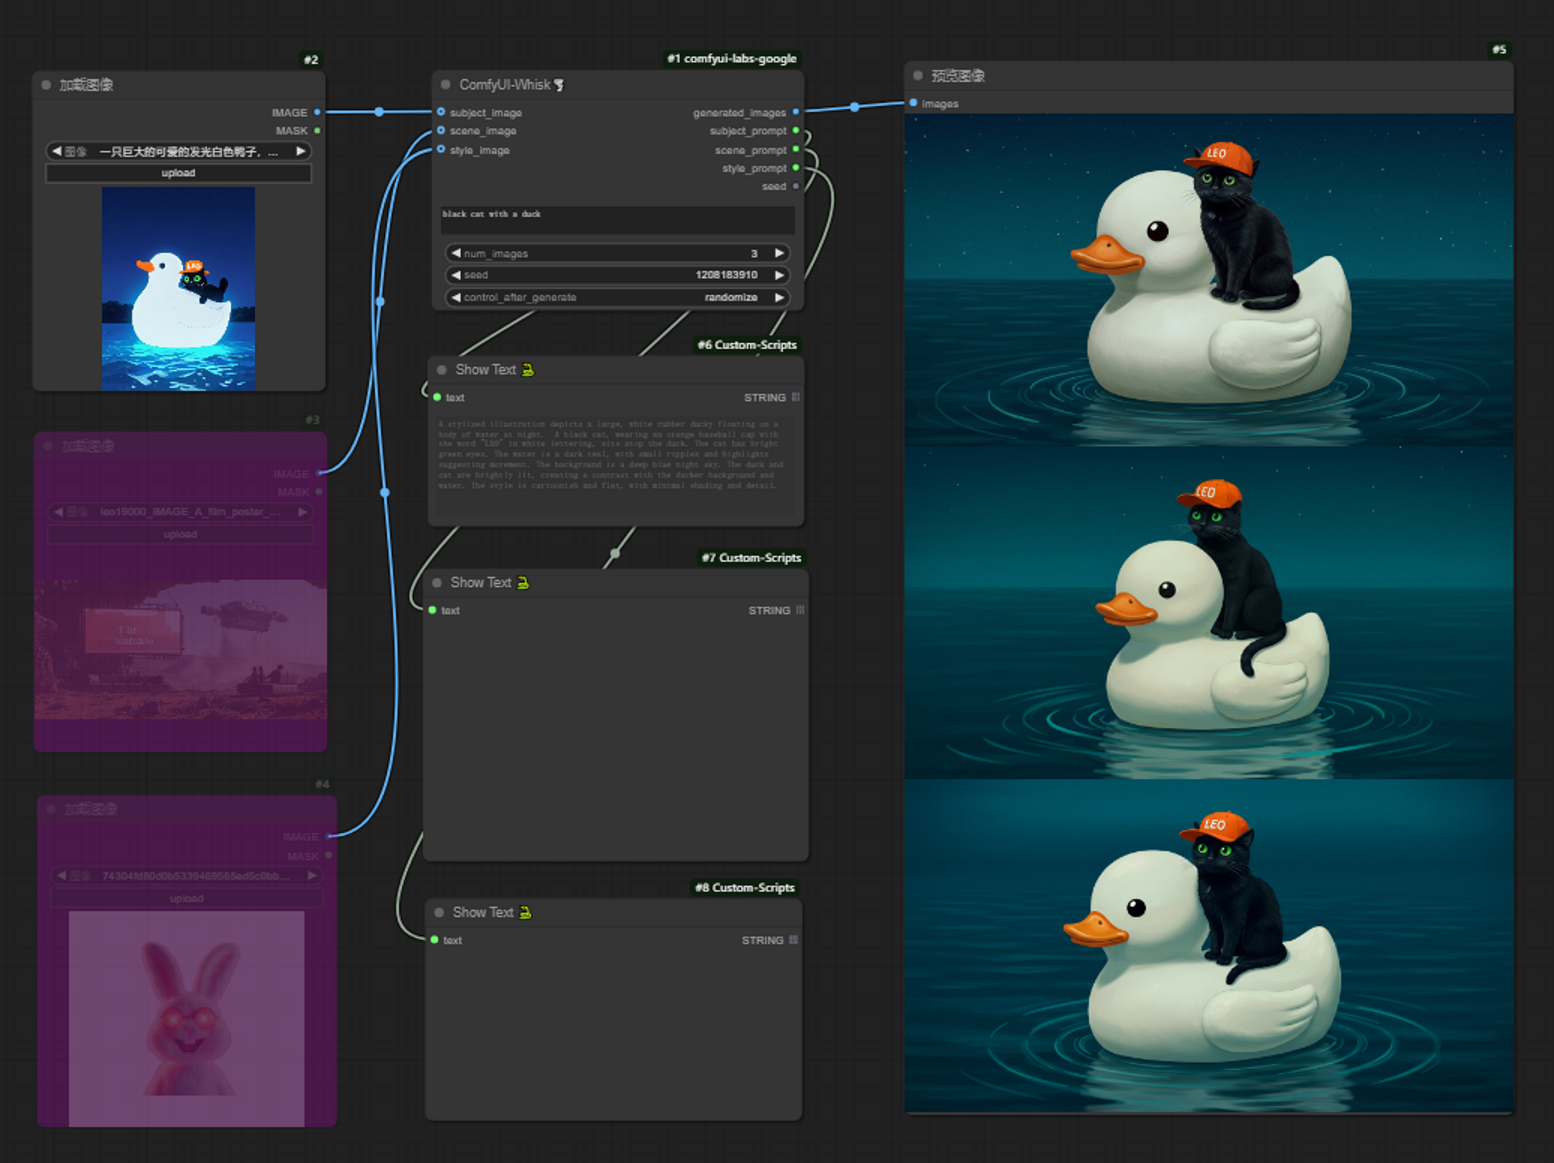 #2
加载图像
IMAGE
MASK
图像 一只巨大的可爱的发光白色鸭子，...
upload
LEO
#3
加载图像
IMAGE
MASK
图像 leo19000_IMAGE_A_film_poster_...
upload
#4
加载图像
IMAGE
MASK
图像
upload
#1 comfyui-labs-google
ComfyUI-Whisk
subject_image generated_images
scene_image subject_prompt
style_image scene_prompt
style_prompt
seed
black cat with a duck
num_images 3
seed 1208183910
control_after_generate randomize
#6 Custom-Scripts
Show Text
text STRING
A stylized illustration depicts a large, white rubber ducky floating on a
body of water at night. A black cat, wearing an orange baseball cap with
the word "LEO" in white lettering, sits atop the duck. The cat has bright
green eyes. The water is a dark teal, with small ripples and highlights
suggesting movement. The background is a deep blue night sky. The duck and
cat are brightly lit, creating a contrast with the darker background and
water. The style is cartoonish and flat, with minimal shading and detail.
#7 Custom-Scripts
Show Text
text STRING
#8 Custom-Scripts
Show Text
text STRING
#5
预览图像
images
LEO
LEO
LEO